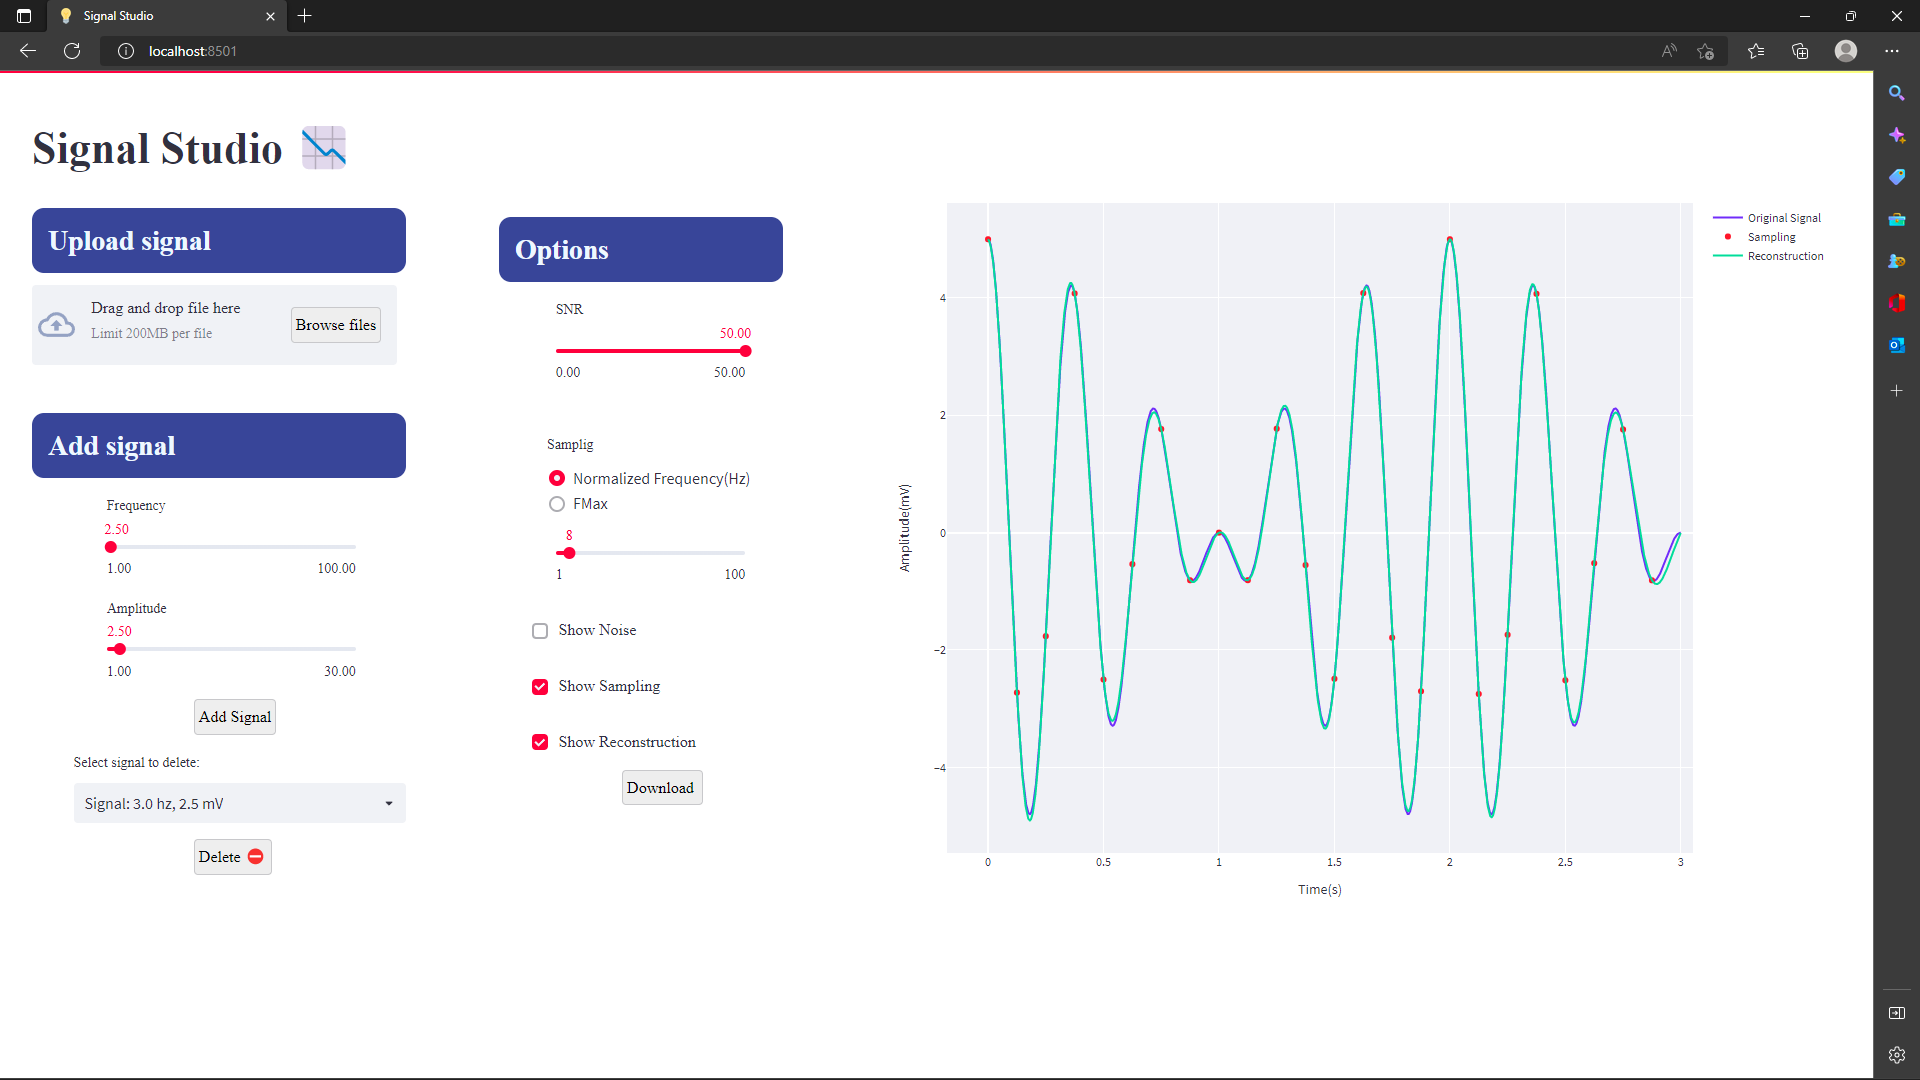 Signal Studio
localhost:8501
Signal Studio
Upload signal
Drag and drop file here
Limit 200MB per file
Browse files
Add signal
Frequency
2.50
1.00 100.00
Amplitude
2.50
1.00 30.00
Add Signal
Select signal to delete:
Signal: 3.0 hz, 2.5 mV
Delete
Options
SNR
50.00
0.00 50.00
Samplig
Normalized Frequency(Hz)
FMax
8
1 100
Show Noise
Show Sampling
Show Reconstruction
Download
Original Signal
Sampling
Reconstruction
Amplitude(mV)
4
2
0
−2
−4
0 0.5 1 1.5 2 2.5 3
Time(s)